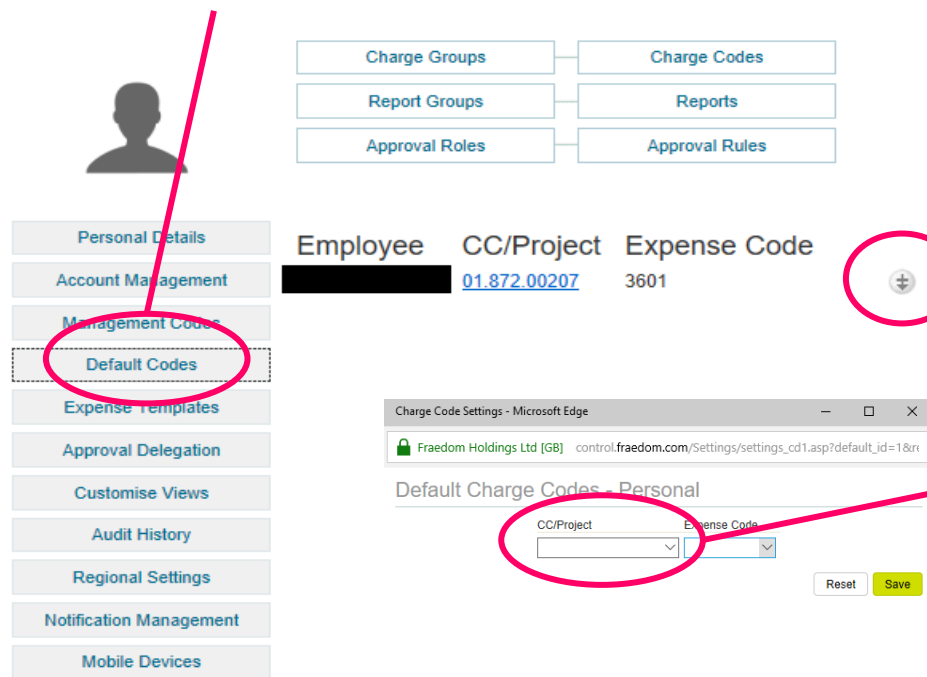 Charge Groups
Charge Codes
Report Groups
Reports
Approval Roles
Approval Rules
Personal Details
Account Management
Management Codes
Default Codes
Expense Templates
Approval Delegation
Customise Views
Audit History
Regional Settings
Notification Management
Mobile Devices
Employee CC/Project Expense Code
01.872.00207 3601
Charge Code Settings - Microsoft Edge
Fraedom Holdings Ltd [GB] control.fraedom.com/Settings/settings_cd1.asp?default_id=1&re
Default Charge Codes - Personal
CC/Project Expense Code
Reset Save